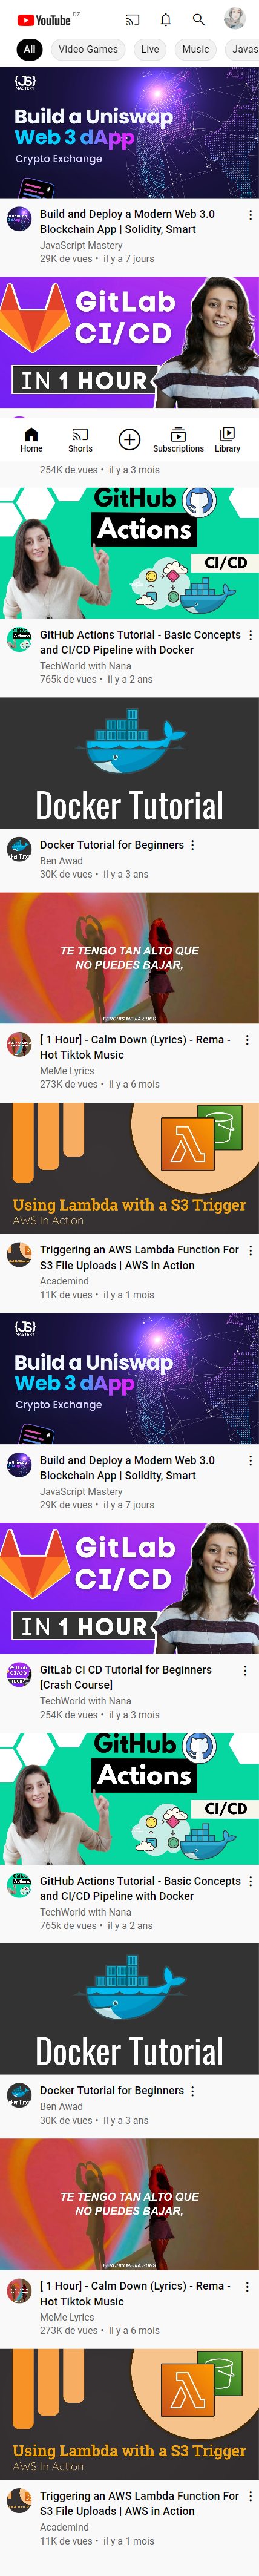 YouTube DZ
All Video Games Live Music Javas
{JS}
MASTERY
Build a Uniswap
Web 3 dApp
Crypto Exchange
Build and Deploy a Modern Web 3.0
Blockchain App | Solidity, Smart
JavaScript Mastery
29K de vues • il y a 7 jours
GitLab
CI/CD
IN 1 HOUR
Home Shorts Subscriptions Library
254K de vues • il y a 3 mois
GitHub
Actions
CI/CD
GitHub Actions Tutorial - Basic Concepts
and CI/CD Pipeline with Docker
TechWorld with Nana
765k de vues • il y a 2 ans
Docker Tutorial
Docker Tutorial for Beginners
Ben Awad
30K de vues • il y a 3 ans
TE TENGO TAN ALTO QUE
NO PUEDES BAJAR,
PERCHIS MEJIA SUBS
[ 1 Hour] - Calm Down (Lyrics) - Rema -
Hot Tiktok Music
MeMe Lyrics
273K de vues • il y a 6 mois
Using Lambda with a S3 Trigger
AWS In Action
Triggering an AWS Lambda Function For
S3 File Uploads | AWS in Action
Academind
11K de vues • il y a 1 mois
{JS}
MASTERY
Build a Uniswap
Web 3 dApp
Crypto Exchange
Build and Deploy a Modern Web 3.0
Blockchain App | Solidity, Smart
JavaScript Mastery
29K de vues • il y a 7 jours
GitLab
CI/CD
IN 1 HOUR
GitLab CI CD Tutorial for Beginners
[Crash Course]
TechWorld with Nana
254K de vues • il y a 3 mois
GitHub
Actions
CI/CD
GitHub Actions Tutorial - Basic Concepts
and CI/CD Pipeline with Docker
TechWorld with Nana
765k de vues • il y a 2 ans
Docker Tutorial
Docker Tutorial for Beginners
Ben Awad
30K de vues • il y a 3 ans
TE TENGO TAN ALTO QUE
NO PUEDES BAJAR,
PERCHIS MEJIA SUBS
[ 1 Hour] - Calm Down (Lyrics) - Rema -
Hot Tiktok Music
MeMe Lyrics
273K de vues • il y a 6 mois
Using Lambda with a S3 Trigger
AWS In Action
Triggering an AWS Lambda Function For
S3 File Uploads | AWS in Action
Academind
11K de vues • il y a 1 mois